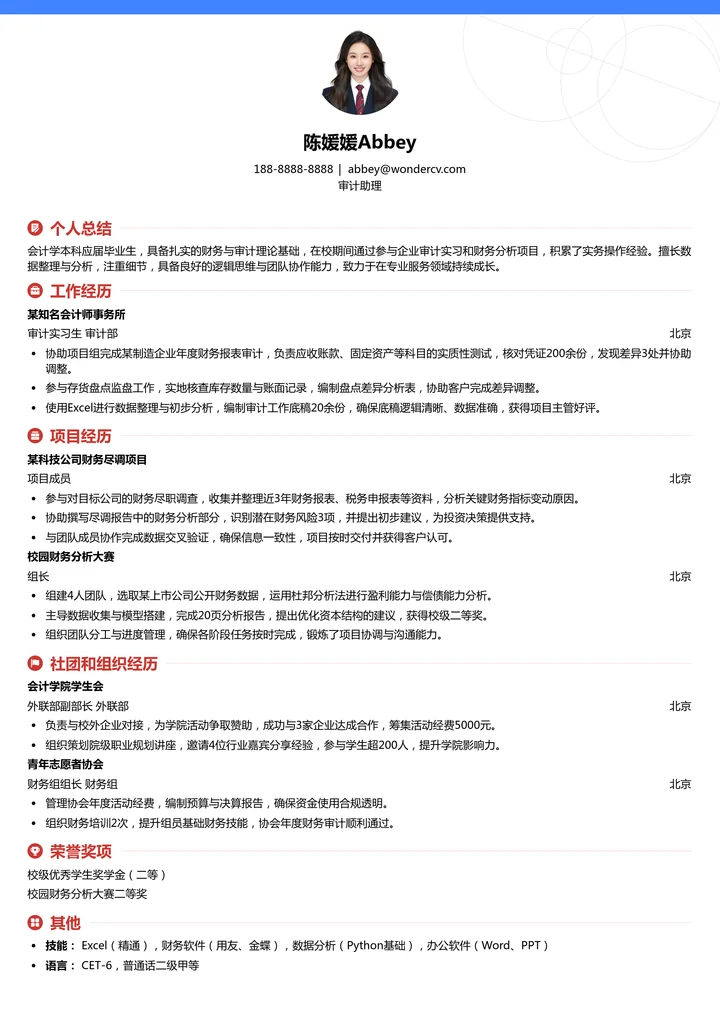 陈媛媛Abbey
188-8888-8888 | abbey@wondercv.com
审计助理
个人总结
会计学本科应届毕业生，具备扎实的财务与审计理论基础，在校期间通过参与企业审计实习和财务分析项目，积累了实务操作经验。擅长数
据整理与分析，注重细节，具备良好的逻辑思维与团队协作能力，致力于在专业服务领域持续成长。
工作经历
某知名会计师事务所
审计实习生 审计部 北京
• 协助项目组完成某制造企业年度财务报表审计，负责应收账款、固定资产等科目的实质性测试，核对凭证200余份，发现差异3处并协助
调整。
• 参与存货盘点监盘工作，实地核查库存数量与账面记录，编制盘点差异分析表，协助客户完成差异调整。
• 使用Excel进行数据整理与初步分析，编制审计工作底稿20余份，确保底稿逻辑清晰、数据准确，获得项目主管好评。
项目经历
某科技公司财务尽调项目
项目成员 北京
• 参与对目标公司的财务尽职调查，收集并整理近3年财务报表、税务申报表等资料，分析关键财务指标变动原因。
• 协助撰写尽调报告中的财务分析部分，识别潜在财务风险3项，并提出初步建议，为投资决策提供支持。
• 与团队成员协作完成数据交叉验证，确保信息一致性，项目按时交付并获得客户认可。
校园财务分析大赛
组长 北京
• 组建4人团队，选取某上市公司公开财务数据，运用杜邦分析法进行盈利能力与偿债能力分析。
• 主导数据收集与模型搭建，完成20页分析报告，提出优化资本结构的建议，获得校级二等奖。
• 组织团队分工与进度管理，确保各阶段任务按时完成，锻炼了项目协调与沟通能力。
社团和组织经历
会计学院学生会
外联部副部长 外联部 北京
• 负责与校外企业对接，为学院活动争取赞助，成功与3家企业达成合作，筹集活动经费5000元。
• 组织策划院级职业规划讲座，邀请4位行业嘉宾分享经验，参与学生超200人，提升学院影响力。
青年志愿者协会
财务组组长 财务组 北京
• 管理协会年度活动经费，编制预算与决算报告，确保资金使用合规透明。
• 组织财务培训2次，提升组员基础财务技能，协会年度财务审计顺利通过。
荣誉奖项
校级优秀学生奖学金（二等）
校园财务分析大赛二等奖
其他
• 技能： Excel（精通），财务软件（用友、金蝶），数据分析（Python基础），办公软件（Word、PPT）
• 语言： CET-6，普通话二级甲等